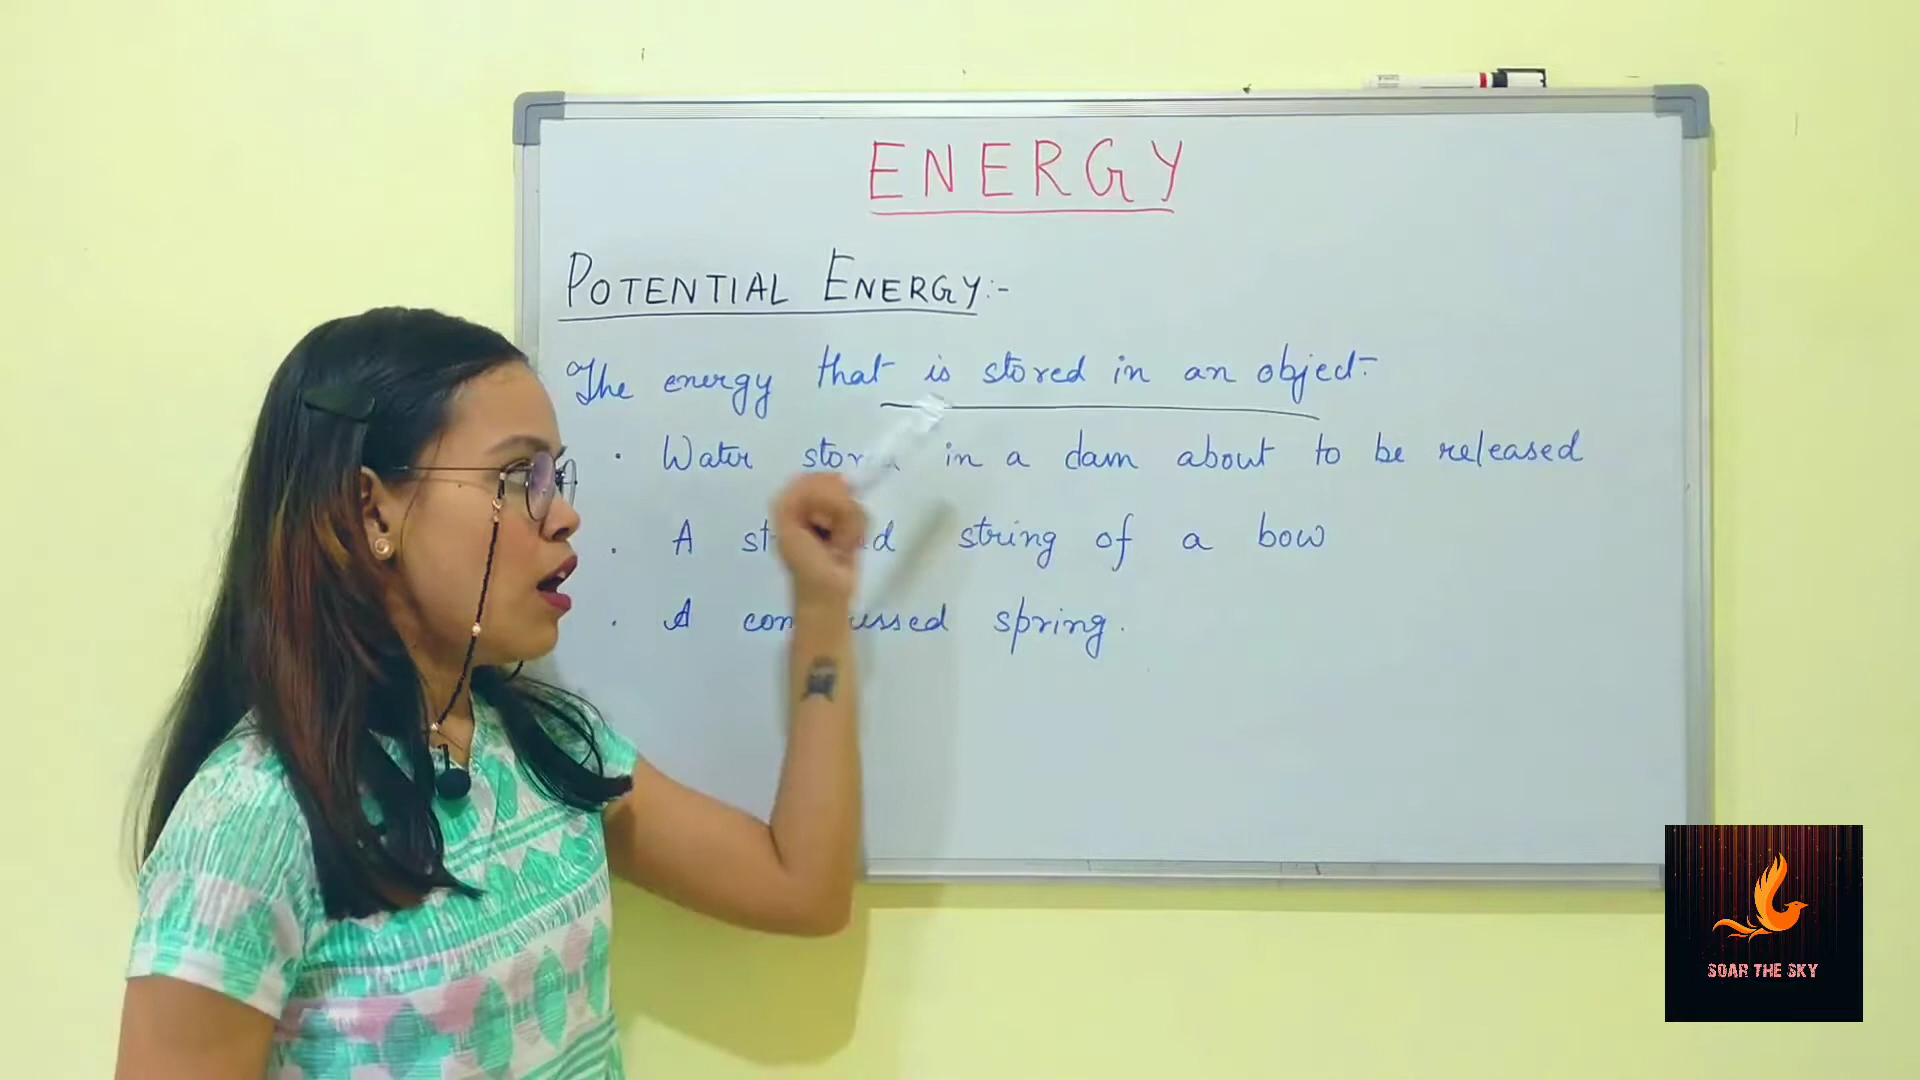 ENERGY
POTENTIAL ENERGY:-
The energy that is stored in an object:-
· Water in a dam about to be released
· A string of a bow
· A spring.
SOAR THE SKY